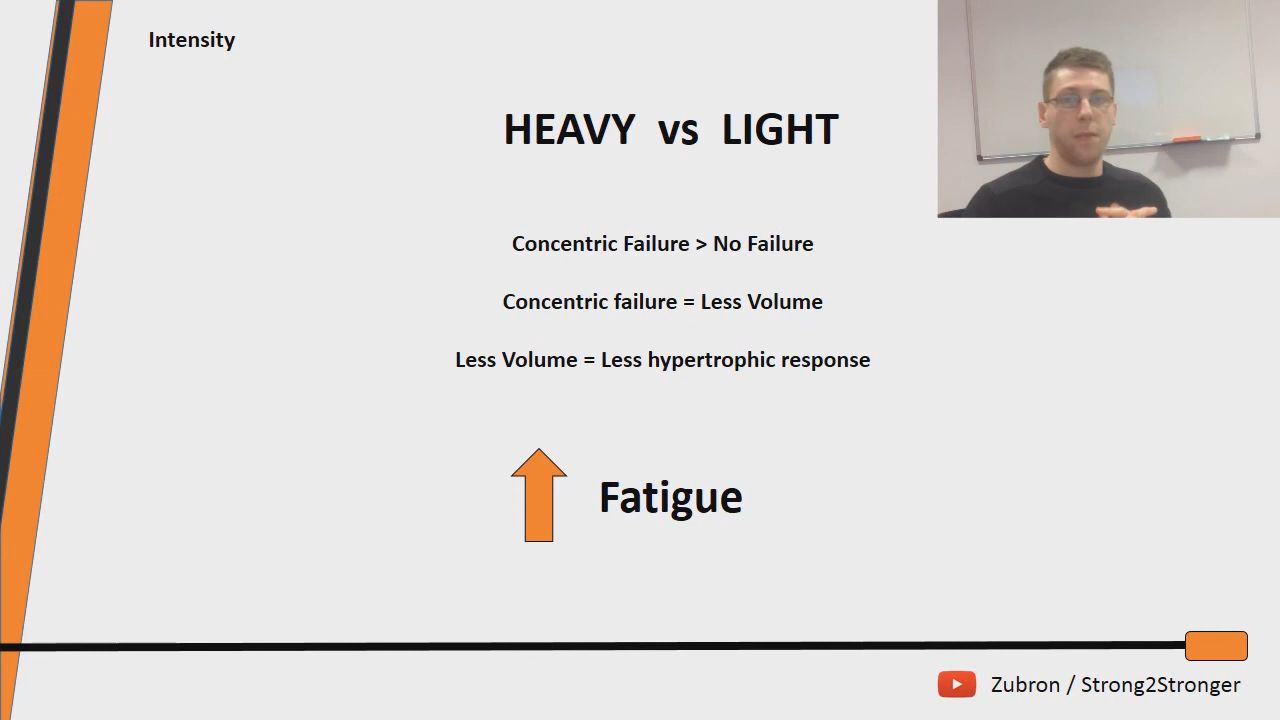 Intensity
HEAVY vs LIGHT
Concentric Failure > No Failure
Concentric failure = Less Volume
Less Volume = Less hypertrophic response
Fatigue
Zubron / Strong2Stronger